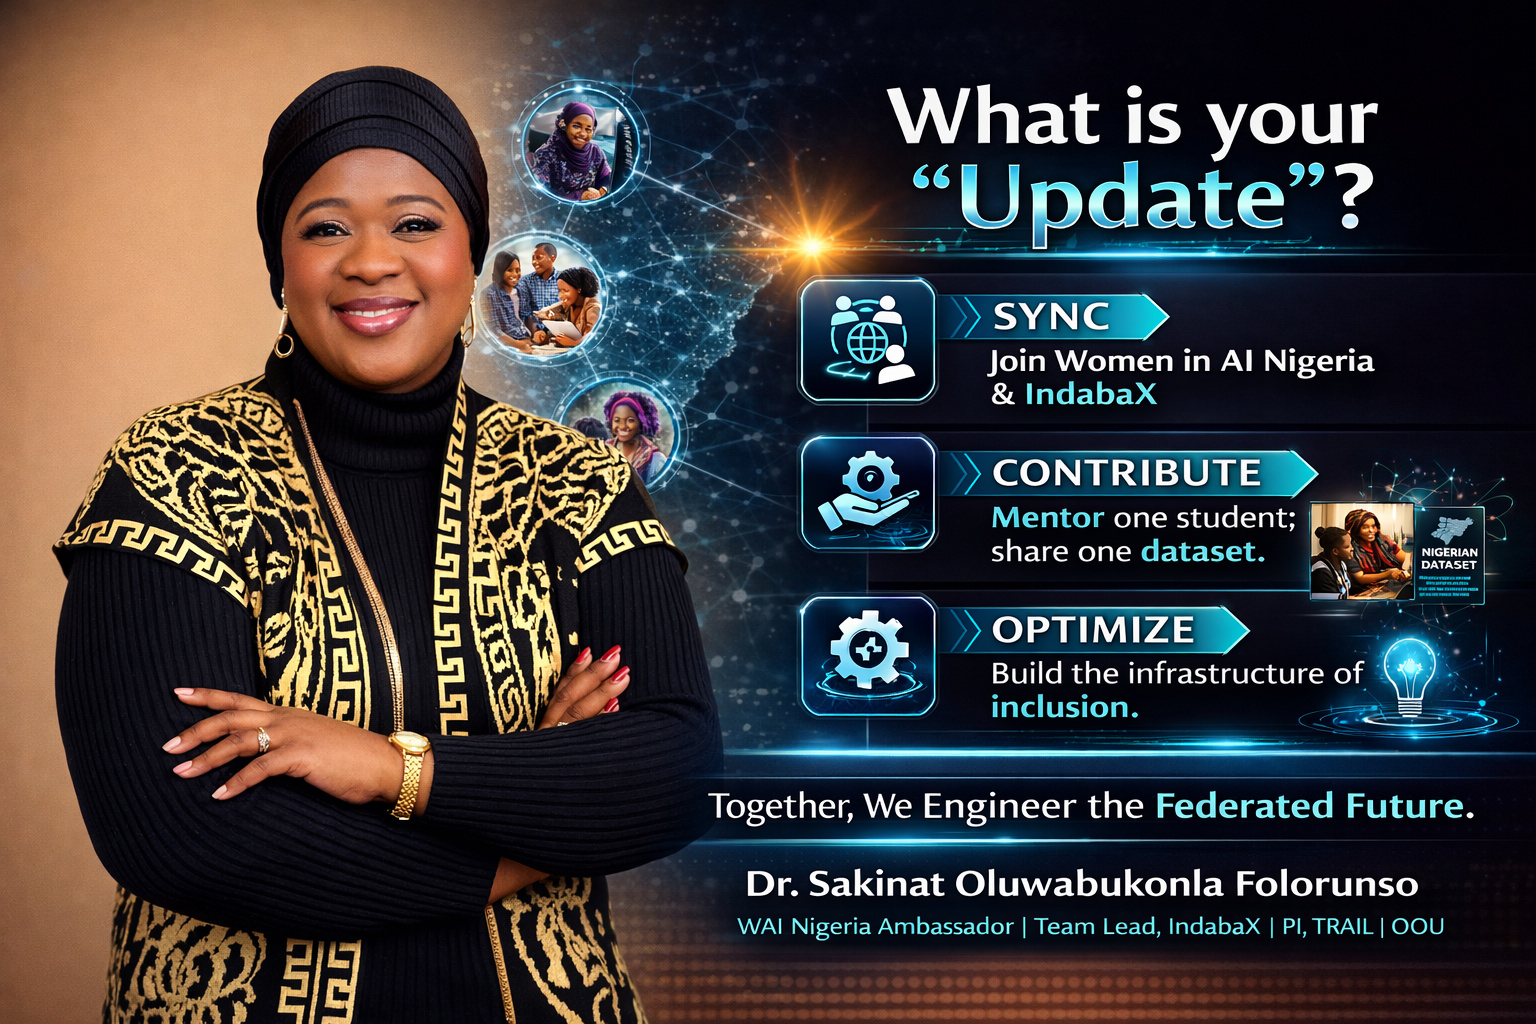 What is your
“Update”?
SYNC
Join Women in AI Nigeria
& IndabaX
CONTRIBUTE
Mentor one student;
share one dataset.
NIGERIAN
DATASET
OPTIMIZE
Build the infrastructure of
inclusion.
Together, We Engineer the Federated Future.
Dr. Sakinat Oluwabukonla Folorunso
WAI Nigeria Ambassador | Team Lead, IndabaX | PI, TRAIL | OOU